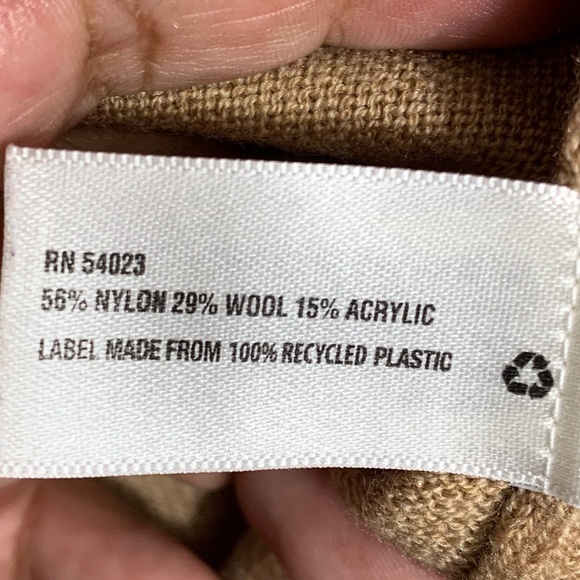 RN 54023
56% NYLON 29% WOOL 15% ACRYLIC
LABEL MADE FROM 100% RECYCLED PLASTIC